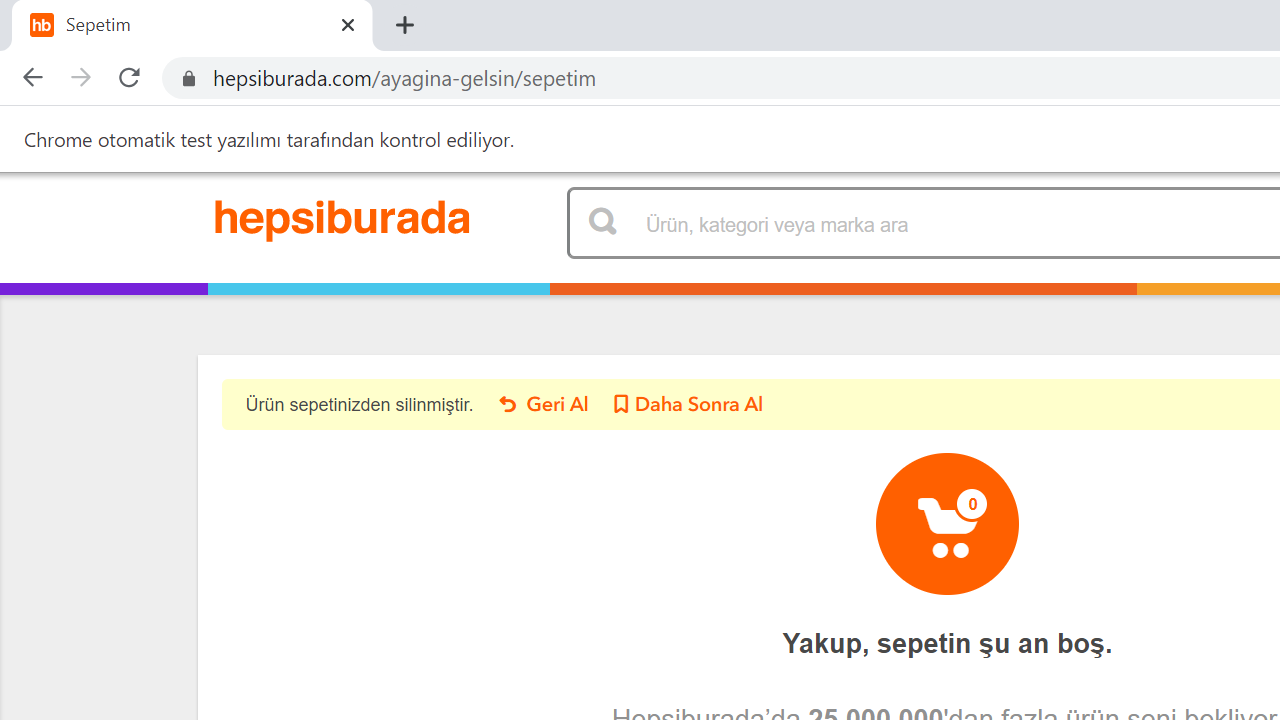 hb Sepetim
hepsiburada.com/ayagina-gelsin/sepetim
Chrome otomatik test yazılımı tarafından kontrol ediliyor.
hepsiburada
Ürün, kategori veya marka ara
Ürün sepetinizden silinmiştir. Geri Al Daha Sonra Al
0
Yakup, sepetin şu an boş.
Hepsiburada'da 25.000.000'dan fazla ürün seni bekliyor